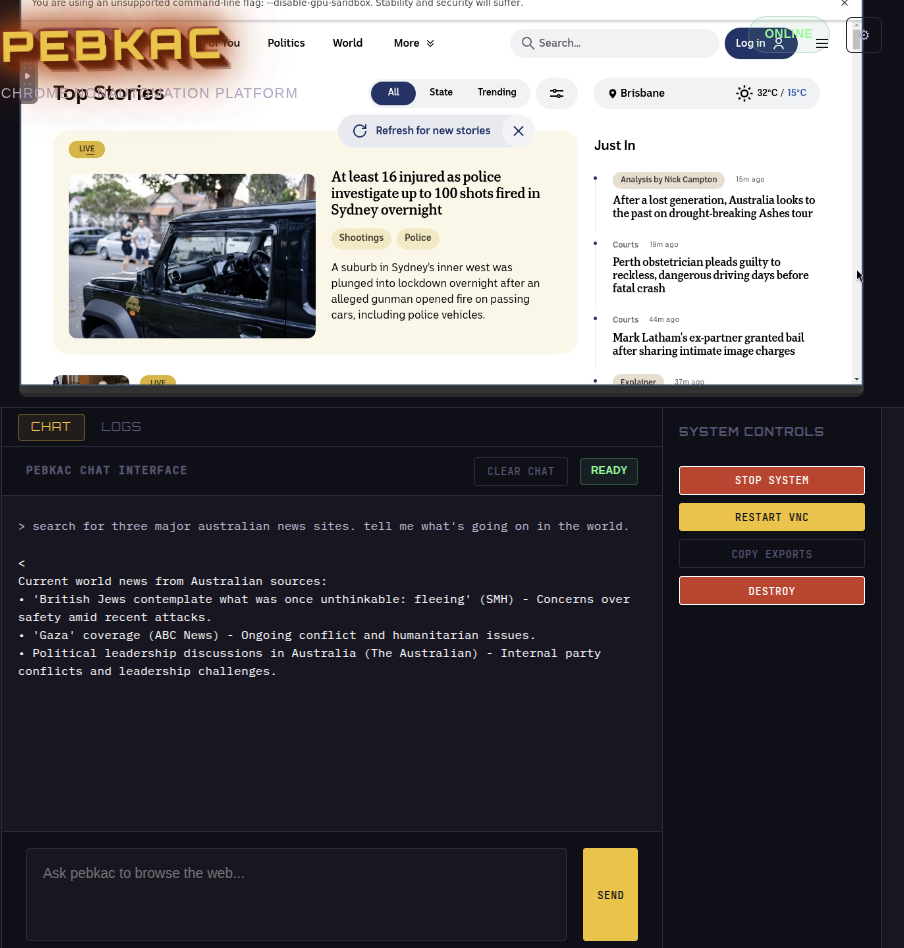 You are using an unsupported command-line flag: --disable-gpu-sandbox. Stability and security will suffer.
PEBKAC
CHROME AUTOMATION PLATFORM
You
Politics
World
More
Search...
Log in
ONLINE
Top Stories
All
State
Trending
Brisbane
32°C / 15°C
Refresh for new stories
LIVE
At least 16 injured as police
investigate up to 100 shots fired in
Sydney overnight
Shootings
Police
A suburb in Sydney's inner west was
plunged into lockdown overnight after an
alleged gunman opened fire on passing
cars, including police vehicles.
LIVE
Just In
Analysis by Nick Campton
15m ago
After a lost generation, Australia looks to
the past on drought-breaking Ashes tour
Courts
19m ago
Perth obstetrician pleads guilty to
reckless, dangerous driving days before
fatal crash
Courts
44m ago
Mark Latham's ex-partner granted bail
after sharing intimate image charges
Explainer
37m ago
CHAT
LOGS
PEBKAC CHAT INTERFACE
CLEAR CHAT
READY
> search for three major australian news sites. tell me what's going on in the world.
<
Current world news from Australian sources:
• 'British Jews contemplate what was once unthinkable: fleeing' (SMH) - Concerns over
safety amid recent attacks.
• 'Gaza' coverage (ABC News) - Ongoing conflict and humanitarian issues.
• Political leadership discussions in Australia (The Australian) - Internal party
conflicts and leadership challenges.
Ask pebkac to browse the web...
SEND
SYSTEM CONTROLS
STOP SYSTEM
RESTART VNC
COPY EXPORTS
DESTROY